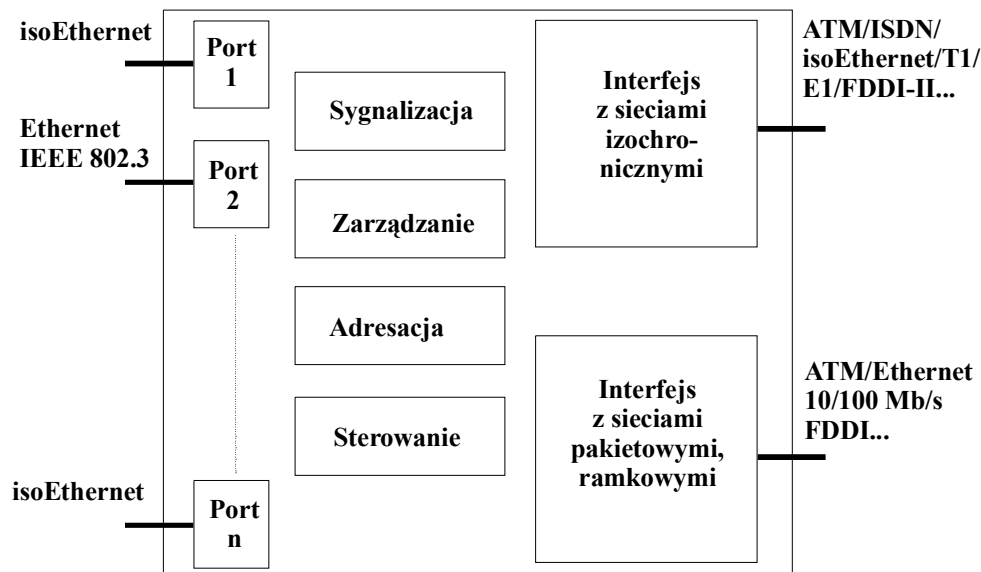 isoEthernet
Port
1
Ethernet
IEEE 802.3
Port
2
isoEthernet
Port
n
Sygnalizacja
Zarządzanie
Adresacja
Sterowanie
Interfejs
z sieciami
izochro-
nicznymi
Interfejs
z sieciami
pakietowymi,
ramkowymi
ATM/ISDN/
isoEthernet/T1/
E1/FDDI-II...
ATM/Ethernet
10/100 Mb/s
FDDI...